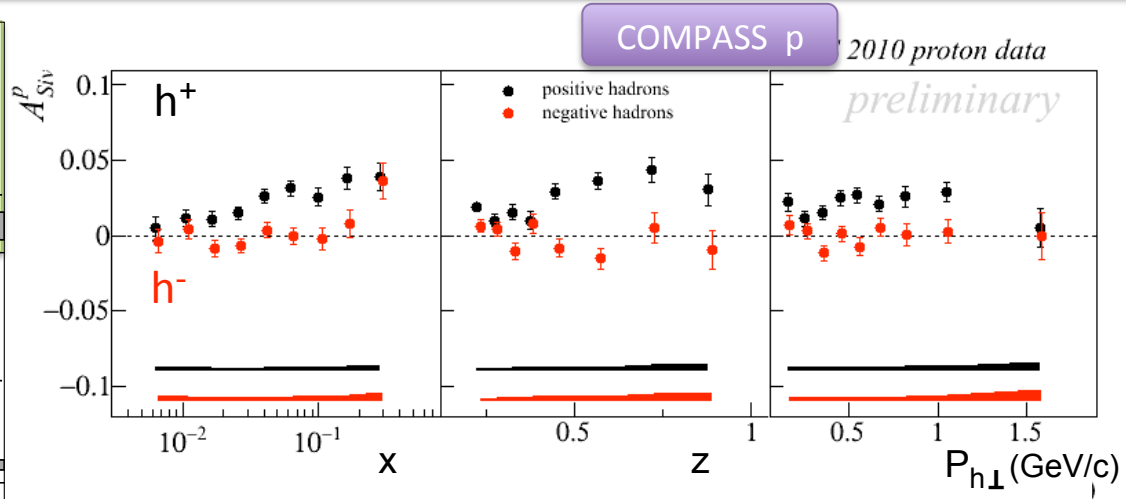 COMPASS p
2010 proton data
A^p_Siv
0.1
0.05
0
−0.05
−0.1
h+
h-
positive hadrons
negative hadrons
preliminary
10^−2
10^−1
x
0.5
1
z
0.5
1
1.5
P_h⊥ (GeV/c)